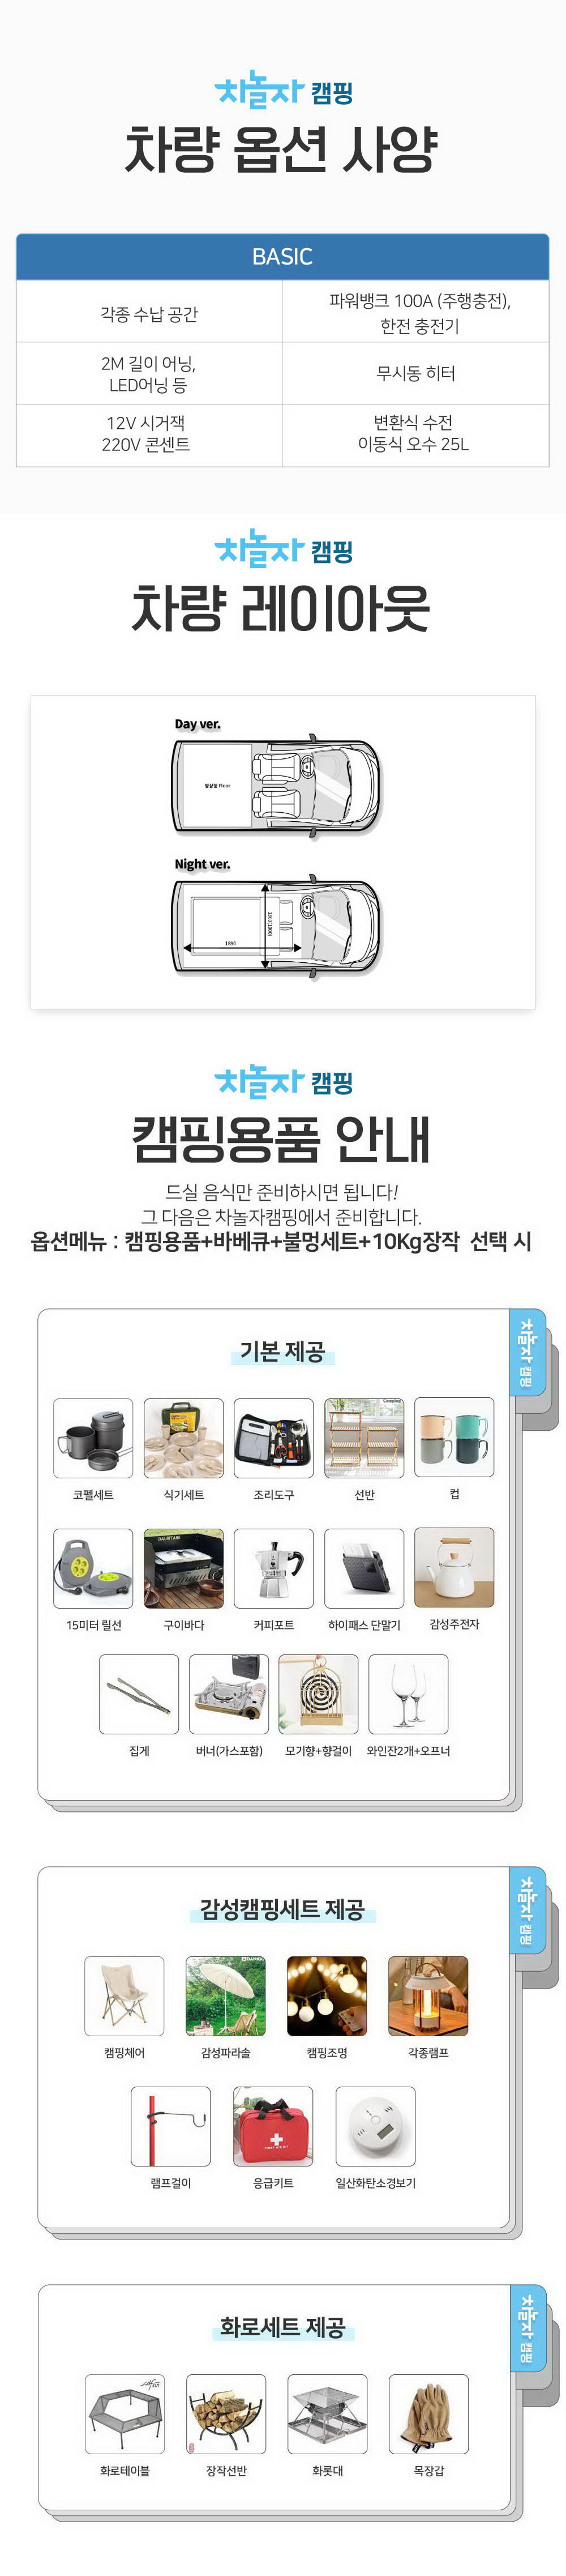 차놀자 캠핑
차량 옵션 사양
BASIC
각종 수납 공간
파워뱅크 100A (주행충전),
한전 충전기
2M 길이 어닝,
LED어닝 등
무시동 히터
12V 시거잭
220V 콘센트
변환식 수전
이동식 오수 25L
차놀자 캠핑
차량 레이아웃
Day ver.
평상형 Floor
Night ver.
1890
차놀자 캠핑
캠핑용품 안내
드실 음식만 준비하시면 됩니다!
그 다음은 차놀자캠핑에서 준비합니다.
옵션메뉴 : 캠핑용품+바베큐+불멍세트+10Kg장작 선택 시
차놀자 캠핑
기본 제공
코펠세트
식기세트
조리도구
선반
컵
15미터 릴선
구이바다
커피포트
하이패스 단말기
감성주전자
집게
버너(가스포함)
모기향+향걸이
와인잔2개+오프너
차놀자 캠핑
감성캠핑세트 제공
캠핑체어
감성파라솔
캠핑조명
각종램프
램프걸이
FIRST AID KIT
응급키트
일산화탄소경보기
차놀자 캠핑
화로세트 제공
화로테이블
장작선반
화롯대
목장갑